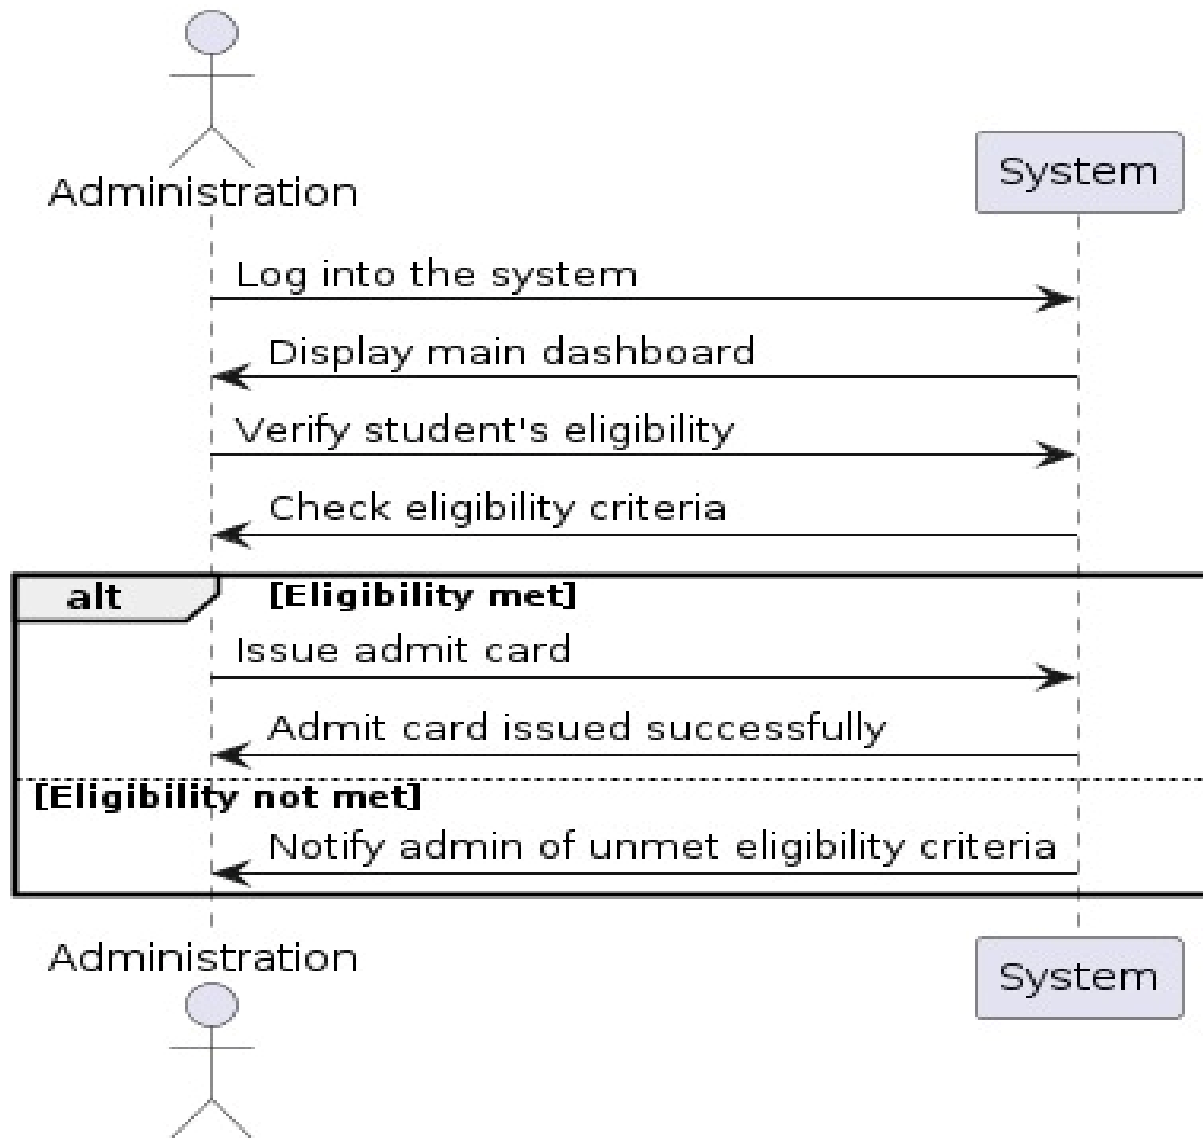 Administration
System
Log into the system
Display main dashboard
Verify student's eligibility
Check eligibility criteria
alt [Eligibility met]
Issue admit card
Admit card issued successfully
[Eligibility not met]
Notify admin of unmet eligibility criteria
Administration
System